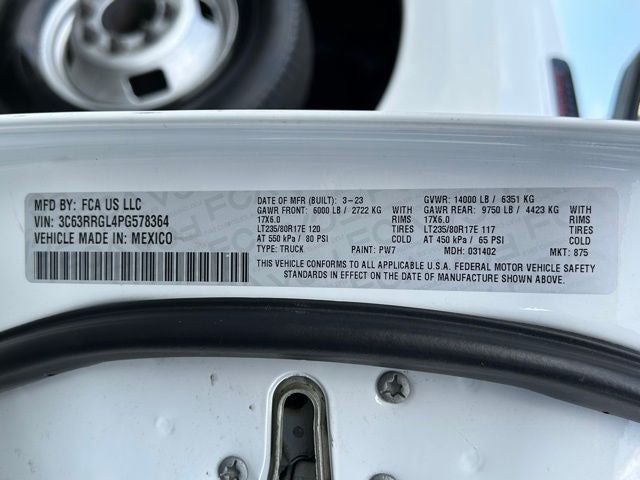 MFD BY: FCA US LLC
VIN: 3C63RRGL4PG578364
VEHICLE MADE IN: MEXICO
DATE OF MFR (BUILT): 3-23 GVWR: 14000 LB / 6351 KG
GAWR FRONT: 6000 LB / 2722 KG WITH GAWR REAR: 9750 LB / 4423 KG WITH
17X6.0 RIMS 17X6.0 RIMS
LT235/80R17E 120 TIRES LT235/80R17E 117 TIRES
AT 550 kPa / 80 PSI COLD AT 450 kPa / 65 PSI COLD
TYPE: TRUCK PAINT: PW7 MDH: 031402 MKT: 875
THIS VEHICLE CONFORMS TO ALL APPLICABLE U.S.A. FEDERAL MOTOR VEHICLE SAFETY
STANDARDS IN EFFECT ON THE DATE OF MANUFACTURE SHOWN ABOVE.